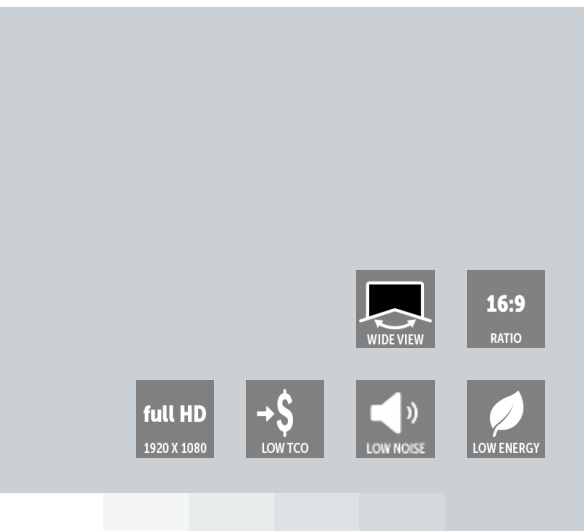 WIDE VIEW
16:9
RATIO
full HD
1920 X 1080
$
LOW TCO
LOW NOISE
LOW ENERGY